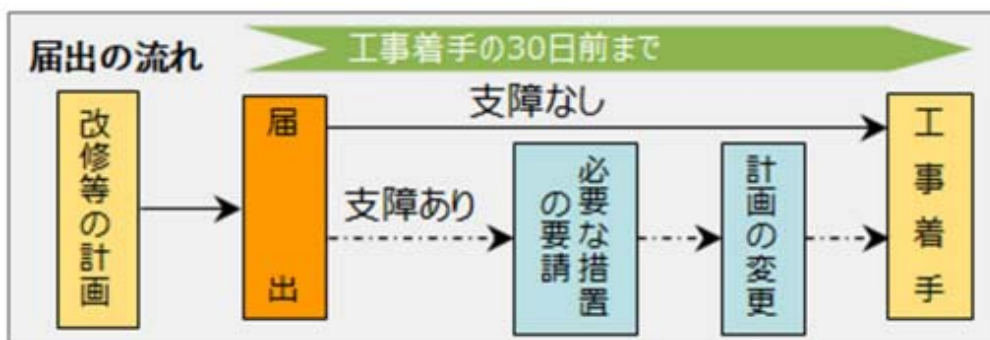 届出の流れ
工事着手の30日前まで
改修等の計画
届出
支障なし
支障あり
必要な措置
の要請
計画の変更
工事着手